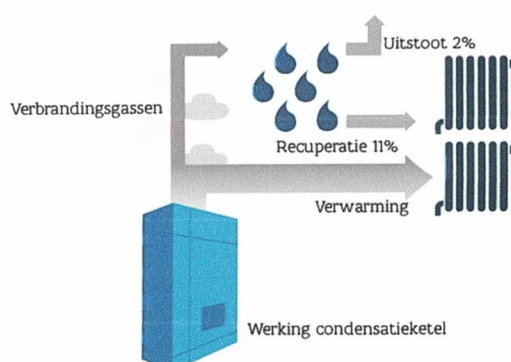 Uitstoot 2%
Verbrandingsgassen
Recuperatie 11%
Verwarming
Werking condensatieketel